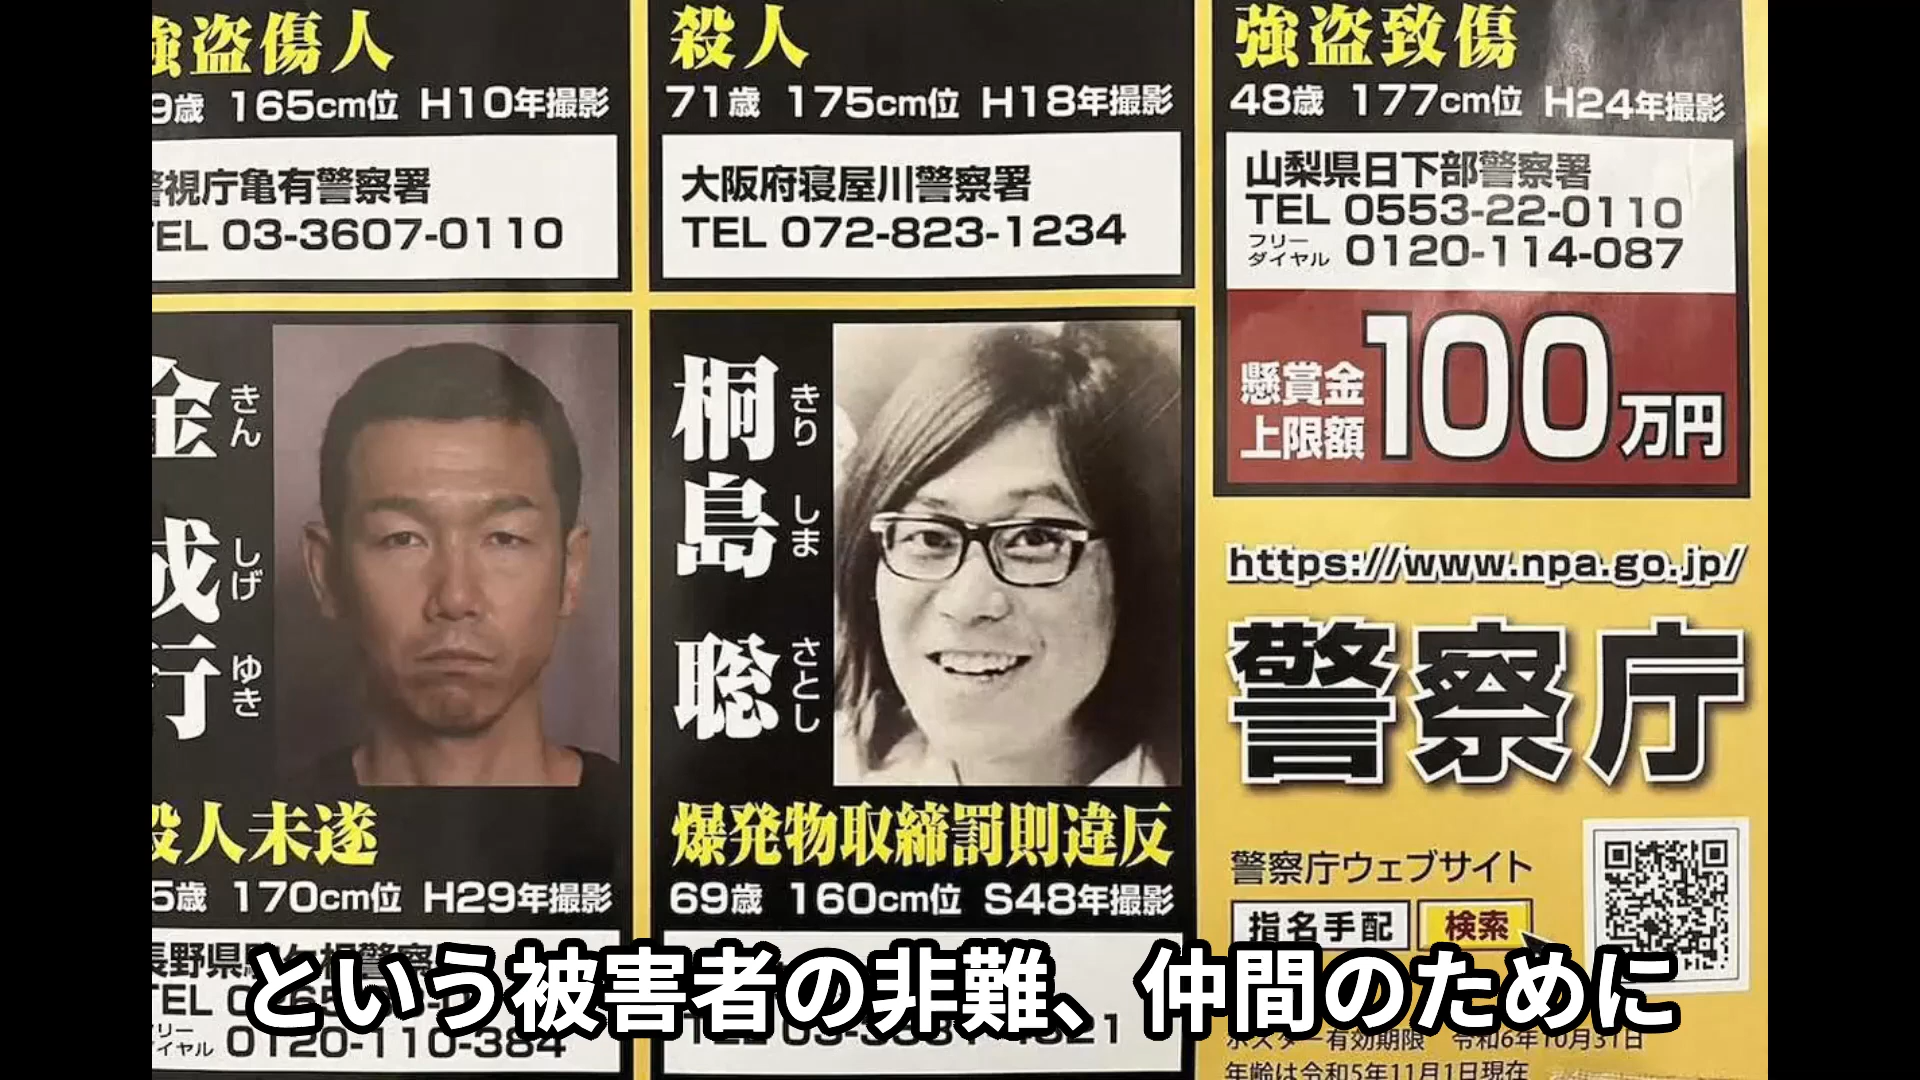 強盗傷人
9歳 165cm位 H10年撮影
警視庁亀有警察署
TEL 03-3607-0110
殺人
71歳 175cm位 H18年撮影
大阪府寝屋川警察署
TEL 072-823-1234
強盗致傷
48歳 177cm位 H24年撮影
山梨県日下部警察署
TEL 0553-22-0110
フリーダイヤル 0120-114-087
懸賞金上限額 100万円
金 成行
きん しげゆき
殺人未遂
5歳 170cm位 H29年撮影
長野県駒ヶ根警察
TEL 0265
フリーダイヤル 0120-110-384
桐島 聡
きりしま さとし
爆発物取締罰則違反
69歳 160cm位 S48年撮影
https://www.npa.go.jp/
警察庁
警察庁ウェブサイト
指名手配 検索
ポスター有効期限 令和6年10月31日
年齢は令和5年11月1日現在
という被害者の非難、仲間のために